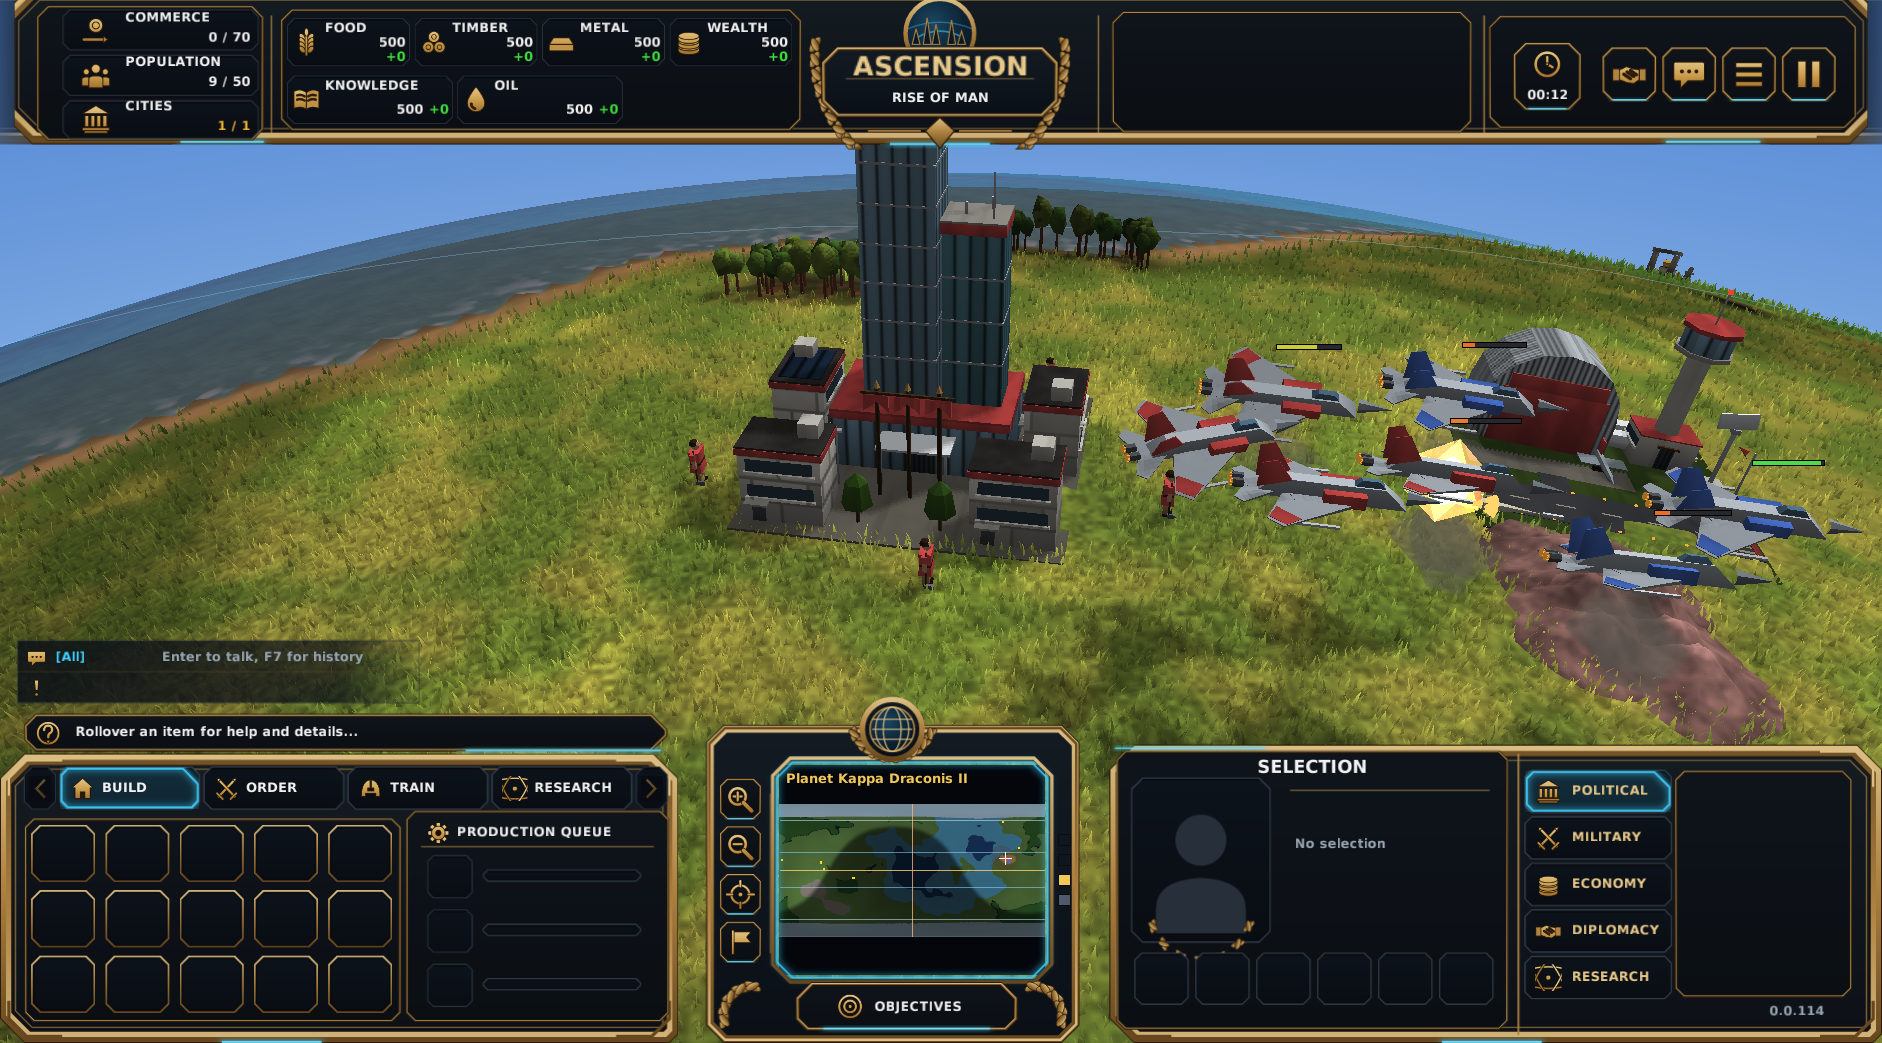 COMMERCE
0 / 70
POPULATION
9 / 50
CITIES
1 / 1
FOOD
500
+0
TIMBER
500
+0
METAL
500
+0
WEALTH
500
+0
KNOWLEDGE
500 +0
OIL
500 +0
ASCENSION
RISE OF MAN
00:12
[All] Enter to talk, F7 for history
!
Rollover an item for help and details...
BUILD
ORDER
TRAIN
RESEARCH
PRODUCTION QUEUE
Planet Kappa Draconis II
OBJECTIVES
SELECTION
No selection
POLITICAL
MILITARY
ECONOMY
DIPLOMACY
RESEARCH
0.0.114